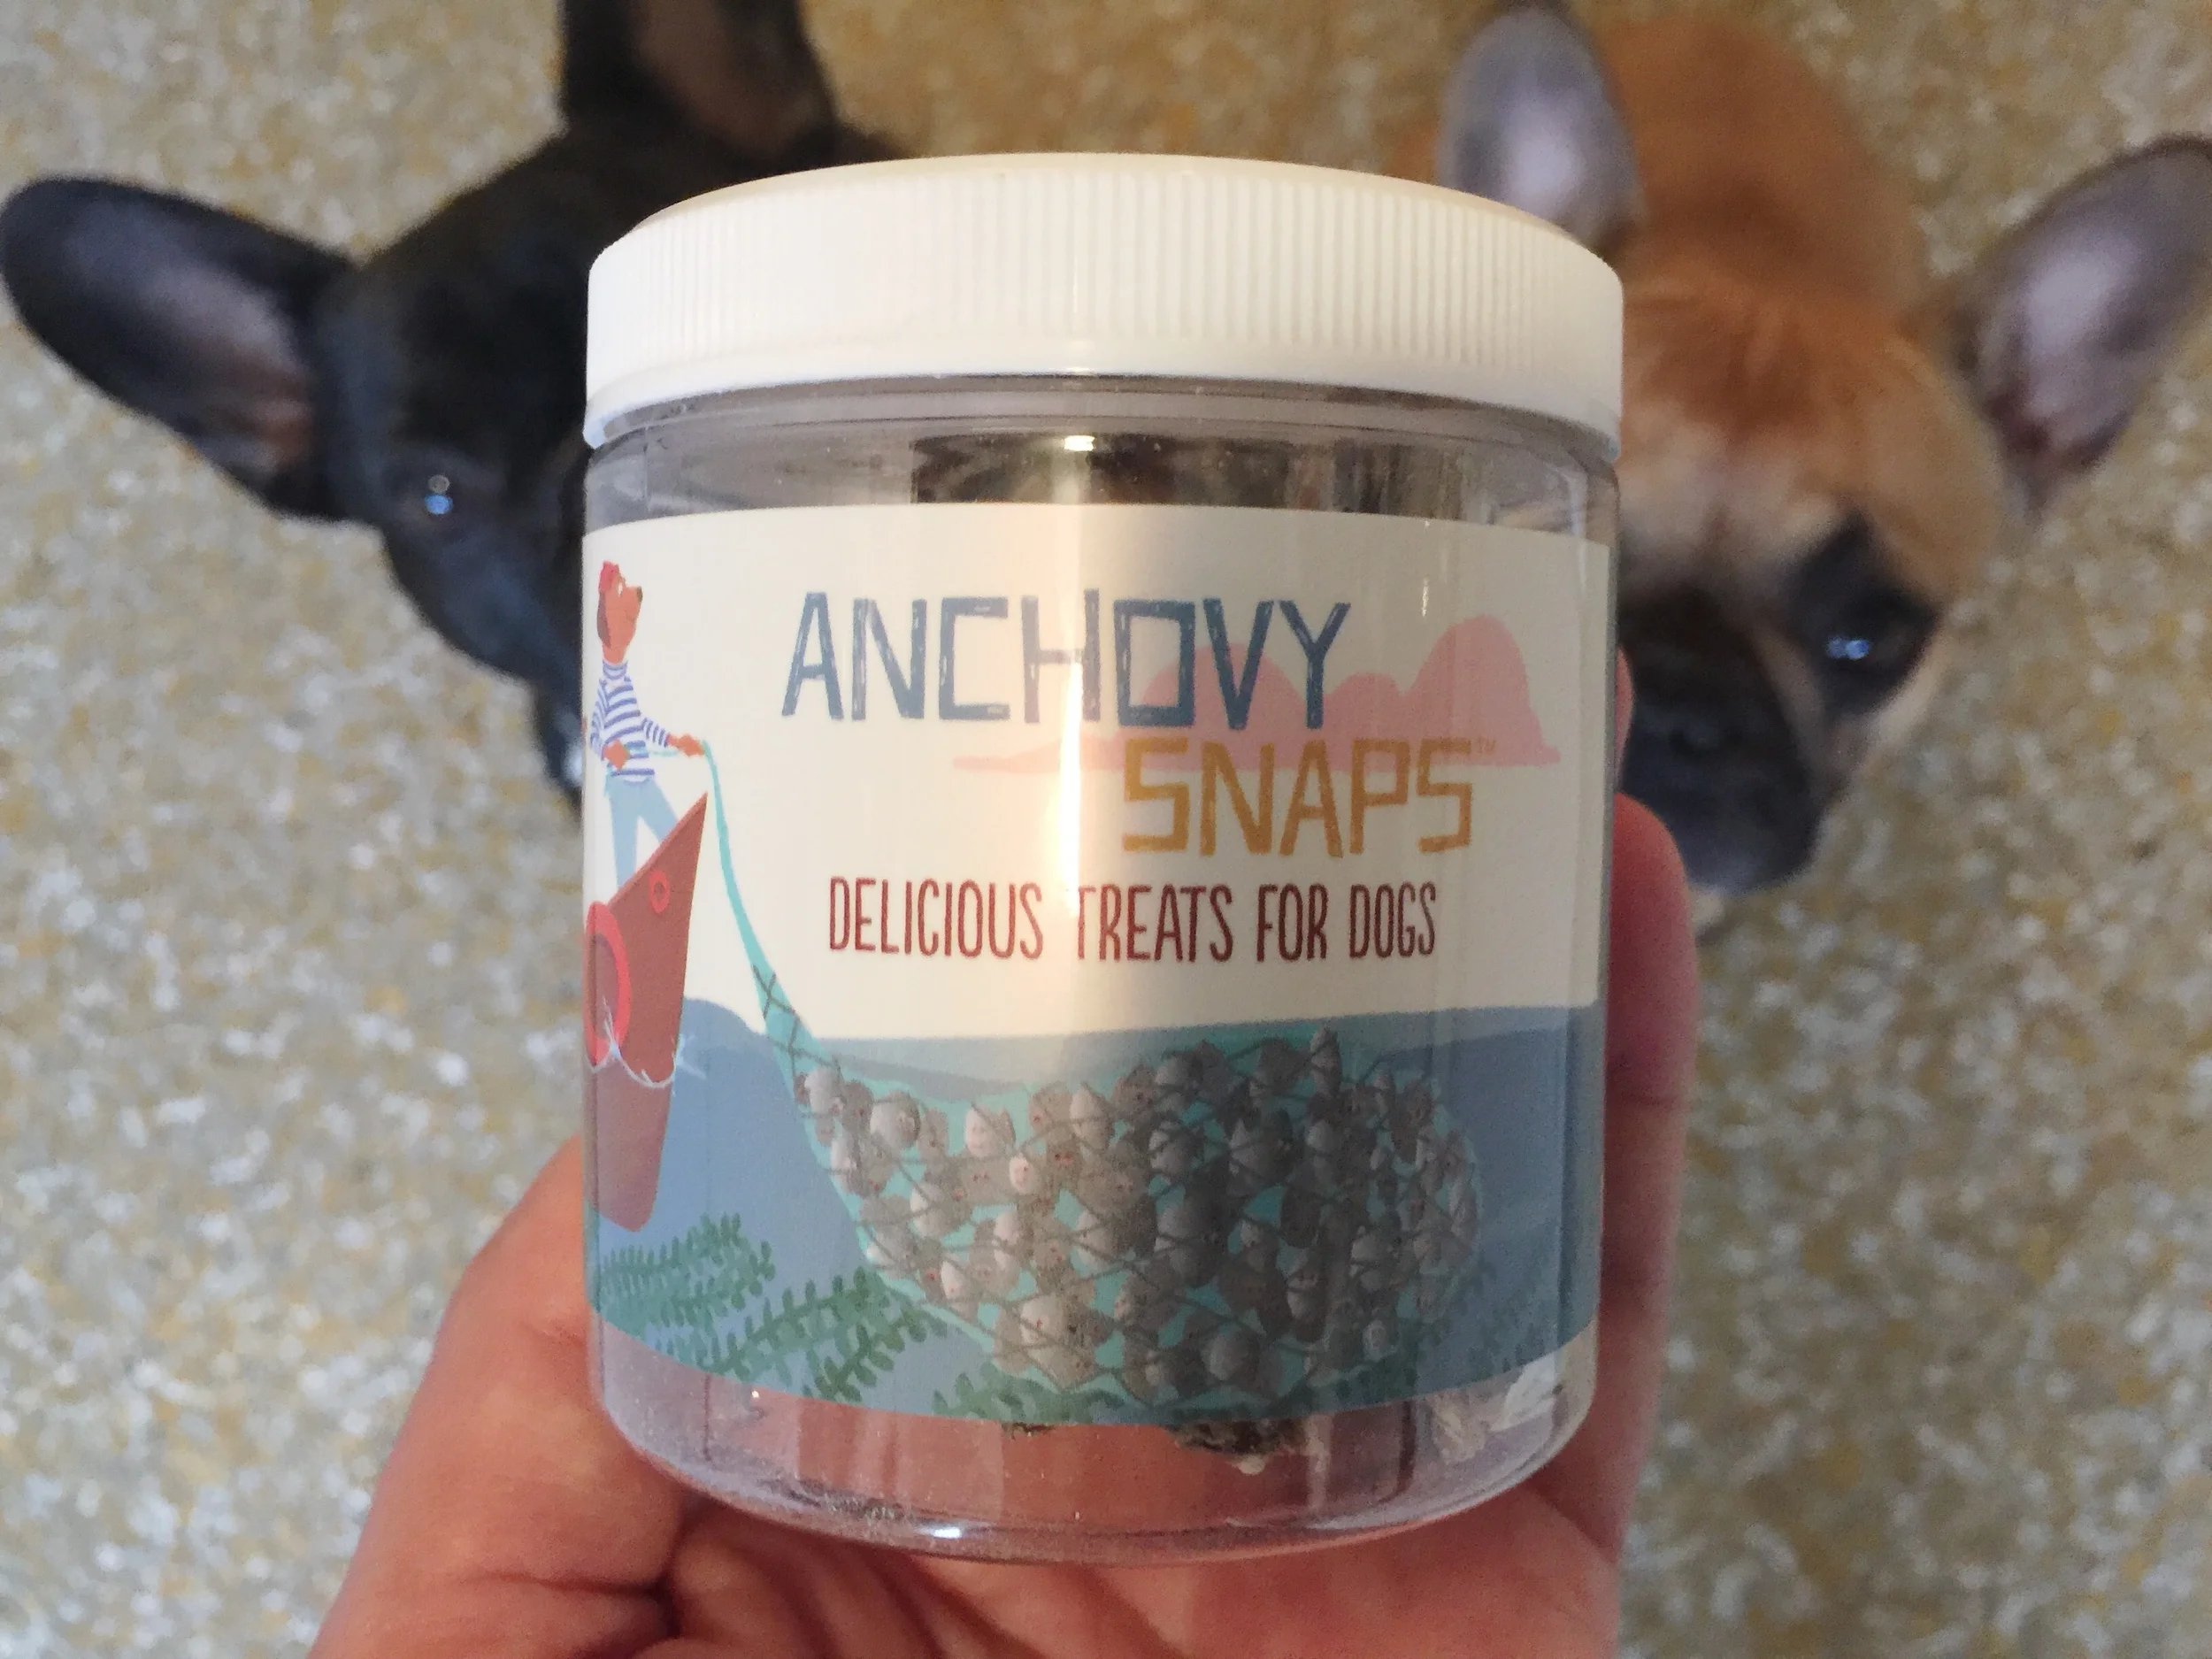 ANCHOVY
SNAPS™
DELICIOUS TREATS FOR DOGS